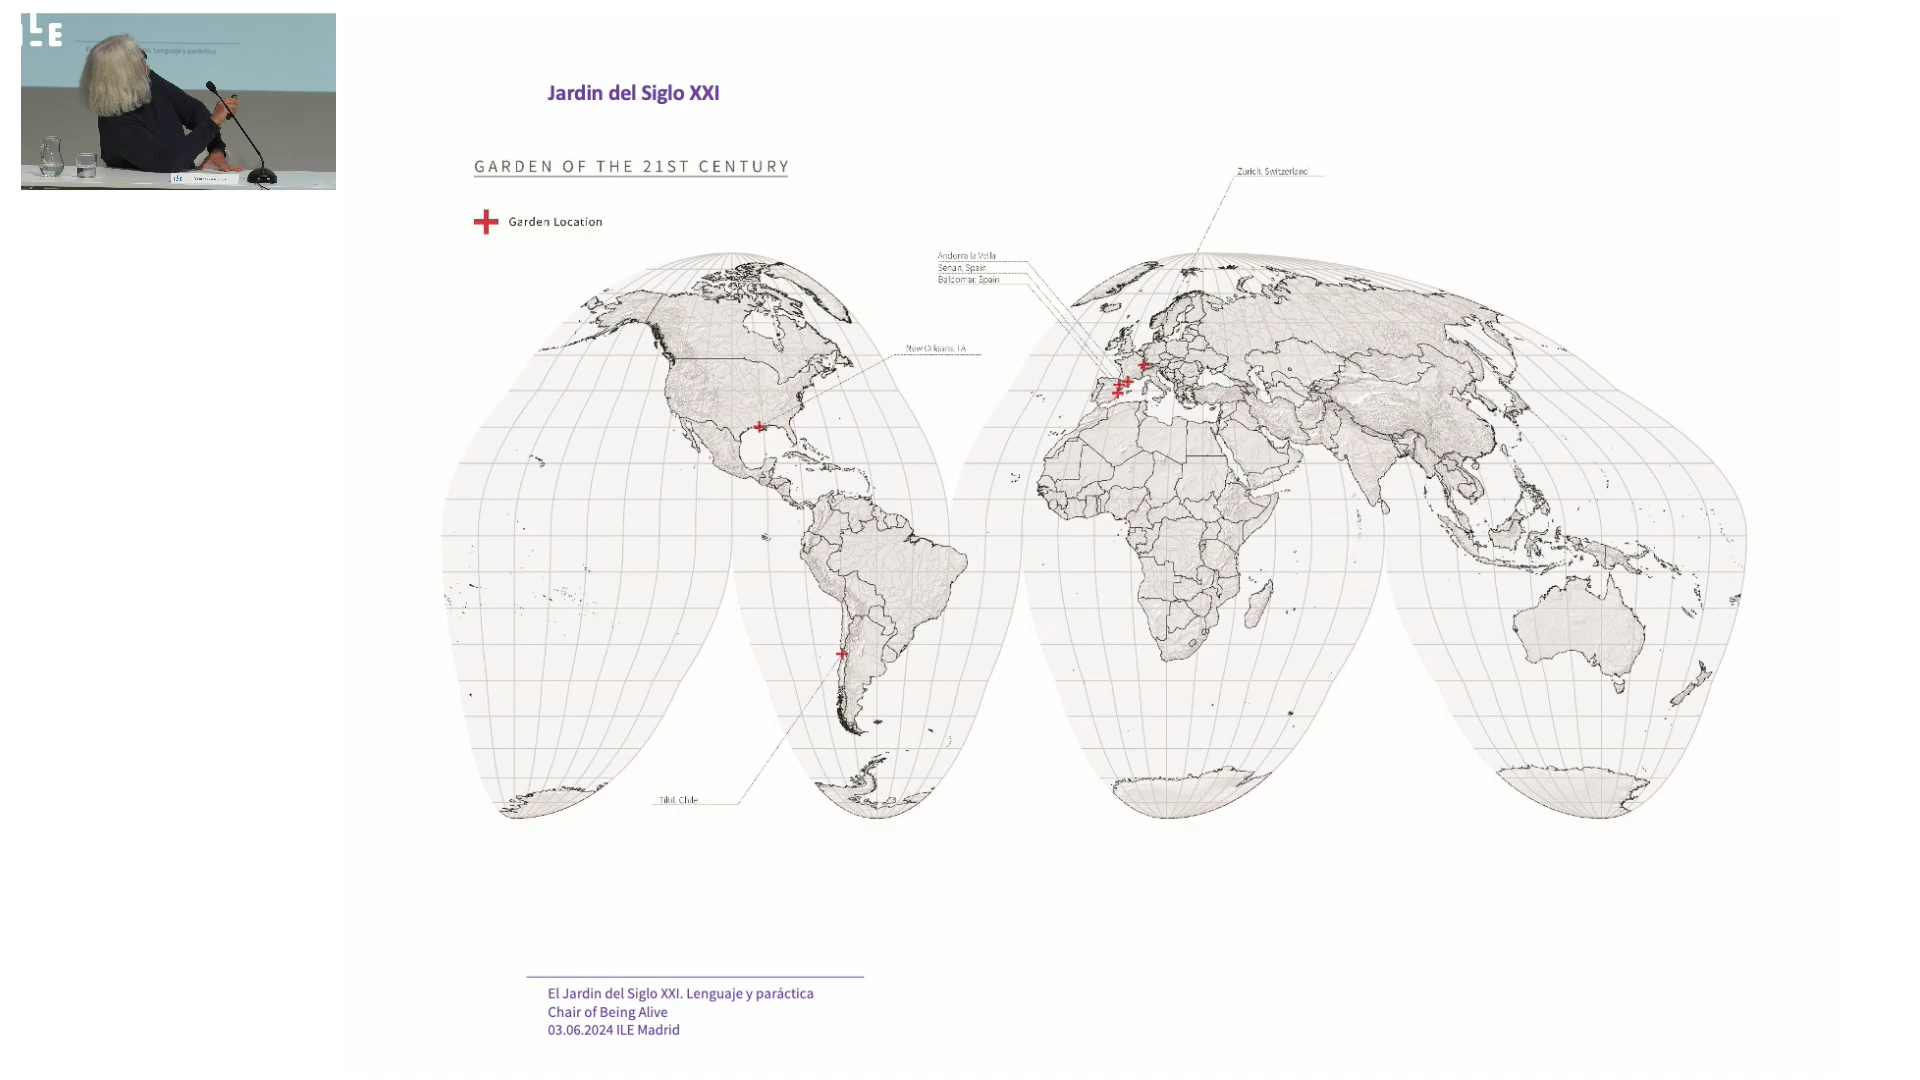 ILE
Jardin del Siglo XXI
GARDEN OF THE 21ST CENTURY
Garden Location
Zurich, Switzerland
Andorra la Vella
Senan, Spain
Baldomar, Spain
New Orleans, LA
Tiltil, Chile
El Jardin del Siglo XXI. Lenguaje y paráctica
Chair of Being Alive
03.06.2024 ILE Madrid